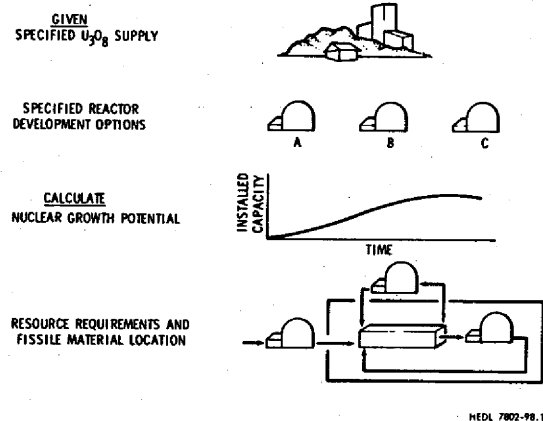 GIVEN
SPECIFIED U₃O₈ SUPPLY
SPECIFIED REACTOR
DEVELOPMENT OPTIONS
A B C
CALCULATE
NUCLEAR GROWTH POTENTIAL
INSTALLED
CAPACITY
TIME
RESOURCE REQUIREMENTS AND
FISSILE MATERIAL LOCATION
HEDL 7802-98.1